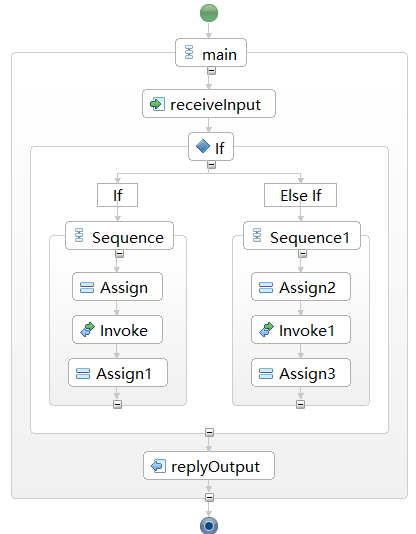 main
receiveInput
If
If
Else If
Sequence
Sequence1
Assign
Assign2
Invoke
Invoke1
Assign1
Assign3
replyOutput